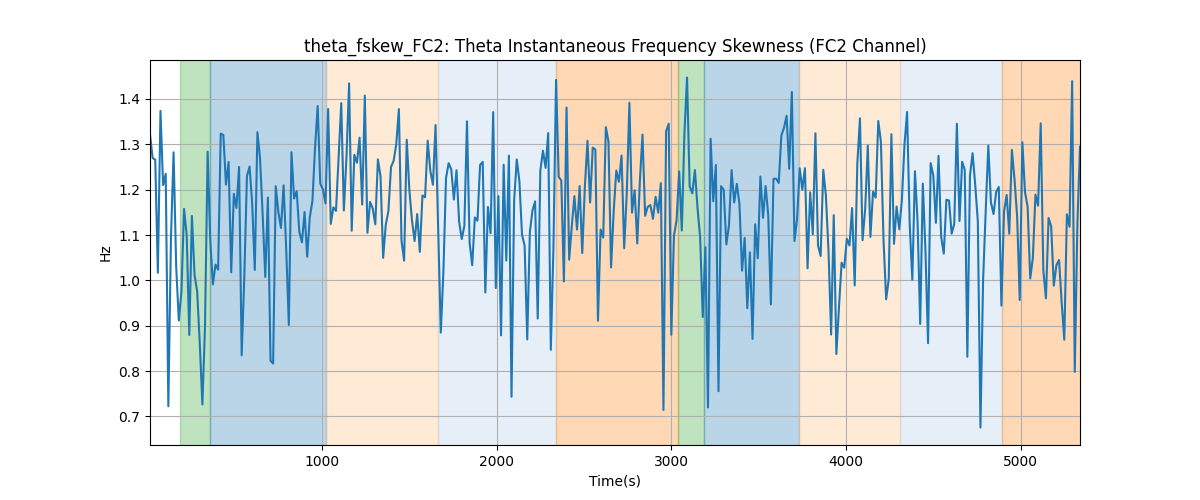 theta_fskew_FC2: Theta Instantaneous Frequency Skewness (FC2 Channel)
1.4
1.3
1.2
1.1
1.0
0.9
0.8
0.7
Hz
1000 2000 3000 4000 5000
Time(s)